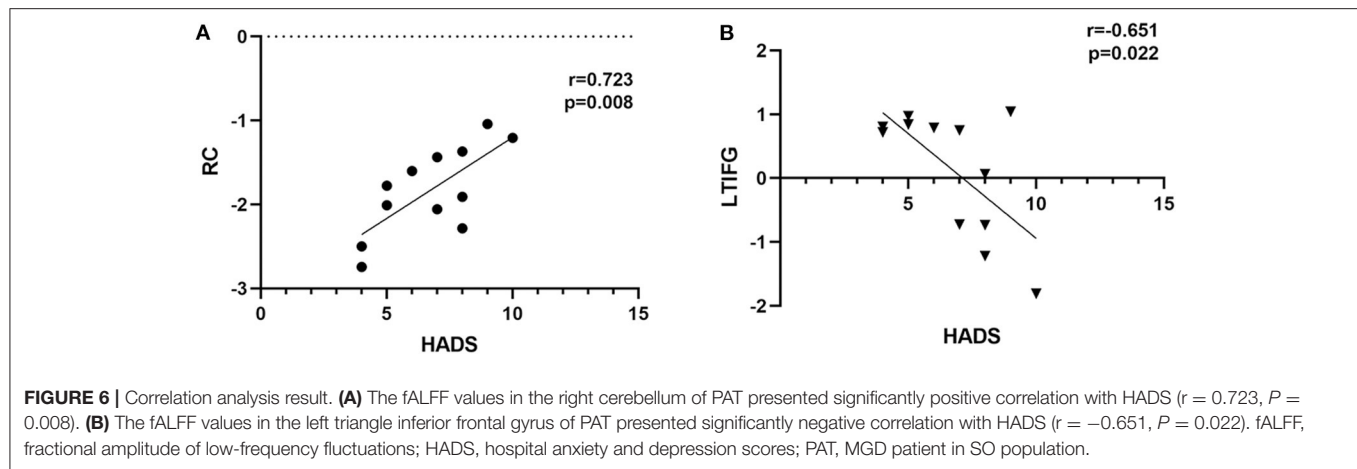 A
0
-1
-2
-3
RC
r=0.723
p=0.008
0
5
10
15
HADS
B
2
1
0
-1
-2
LTIFG
r=-0.651
p=0.022
5
10
15
HADS
FIGURE 6 | Correlation analysis result. (A) The fALFF values in the right cerebellum of PAT presented significantly positive correlation with HADS (r = 0.723, P =
0.008). (B) The fALFF values in the left triangle inferior frontal gyrus of PAT presented significantly negative correlation with HADS (r = −0.651, P = 0.022). fALFF,
fractional amplitude of low-frequency fluctuations; HADS, hospital anxiety and depression scores; PAT, MGD patient in SO population.